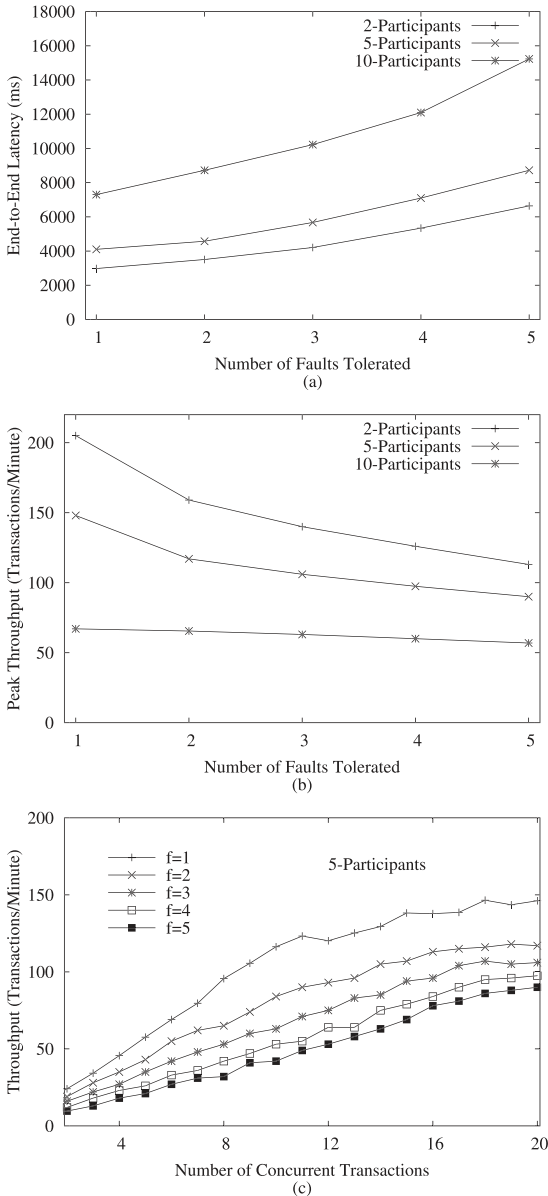 18000
16000
14000
12000
10000
8000
6000
4000
2000
0
End-to-End Latency (ms)
2-Participants
5-Participants
10-Participants
1 2 3 4 5
Number of Faults Tolerated
(a)
200
150
100
50
0
Peak Throughput (Transactions/Minute)
2-Participants
5-Participants
10-Participants
1 2 3 4 5
Number of Faults Tolerated
(b)
200
150
100
50
0
Throughput (Transactions/Minute)
f=1
f=2
f=3
f=4
f=5
5-Participants
4 8 12 16 20
Number of Concurrent Transactions
(c)